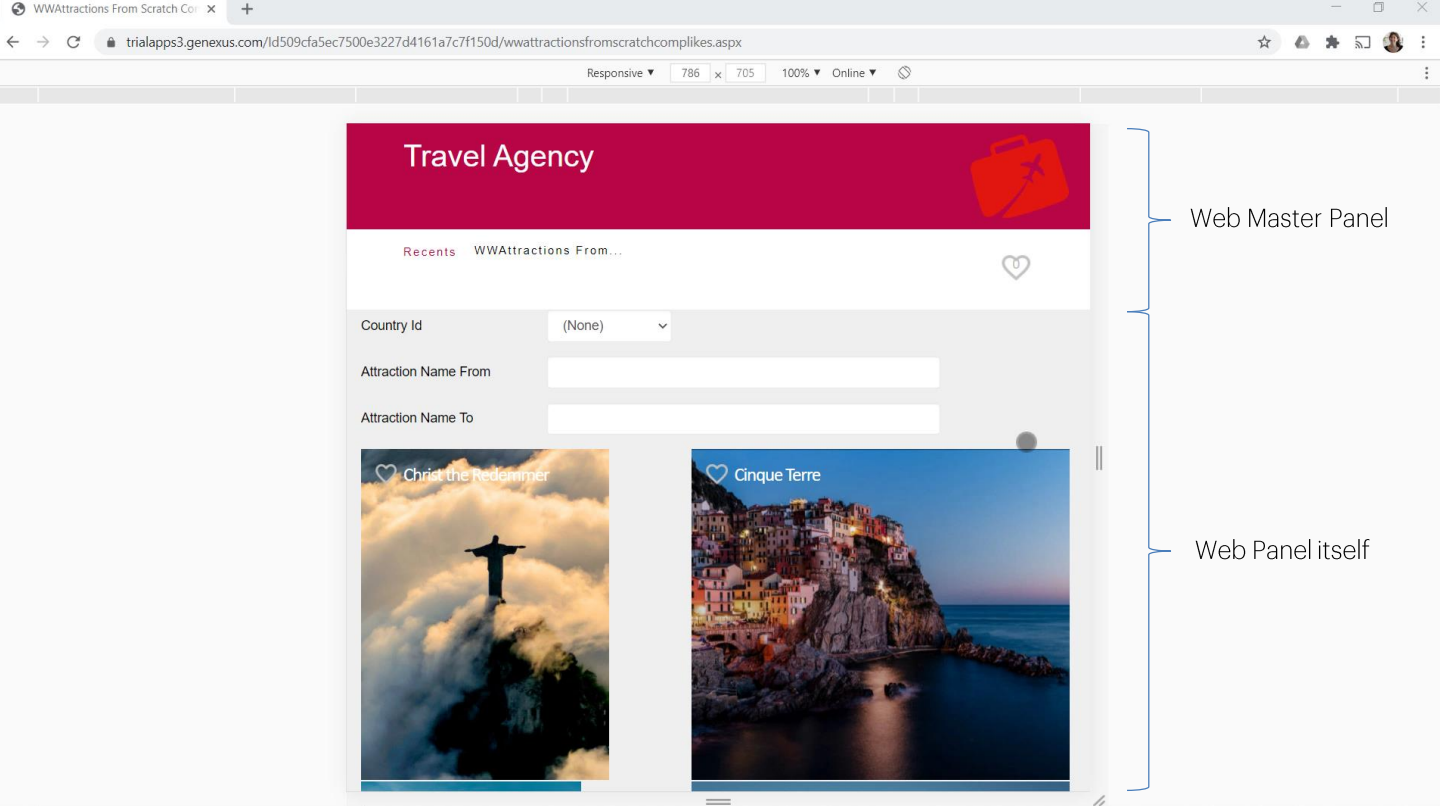 WWAttractions From Scratch Co
trialapps3.genexus.com/Id509cfa5ec7500e3227d4161a7c7f150d/wwattractionsfromscratchcomplikes.aspx
Responsive ▼ 786 x 705 100% ▼ Online ▼
Travel Agency
Web Master Panel
Recents WWAttractions From...
Country Id (None)
Attraction Name From
Attraction Name To
Christ the Redemmer
Cinque Terre
Web Panel itself